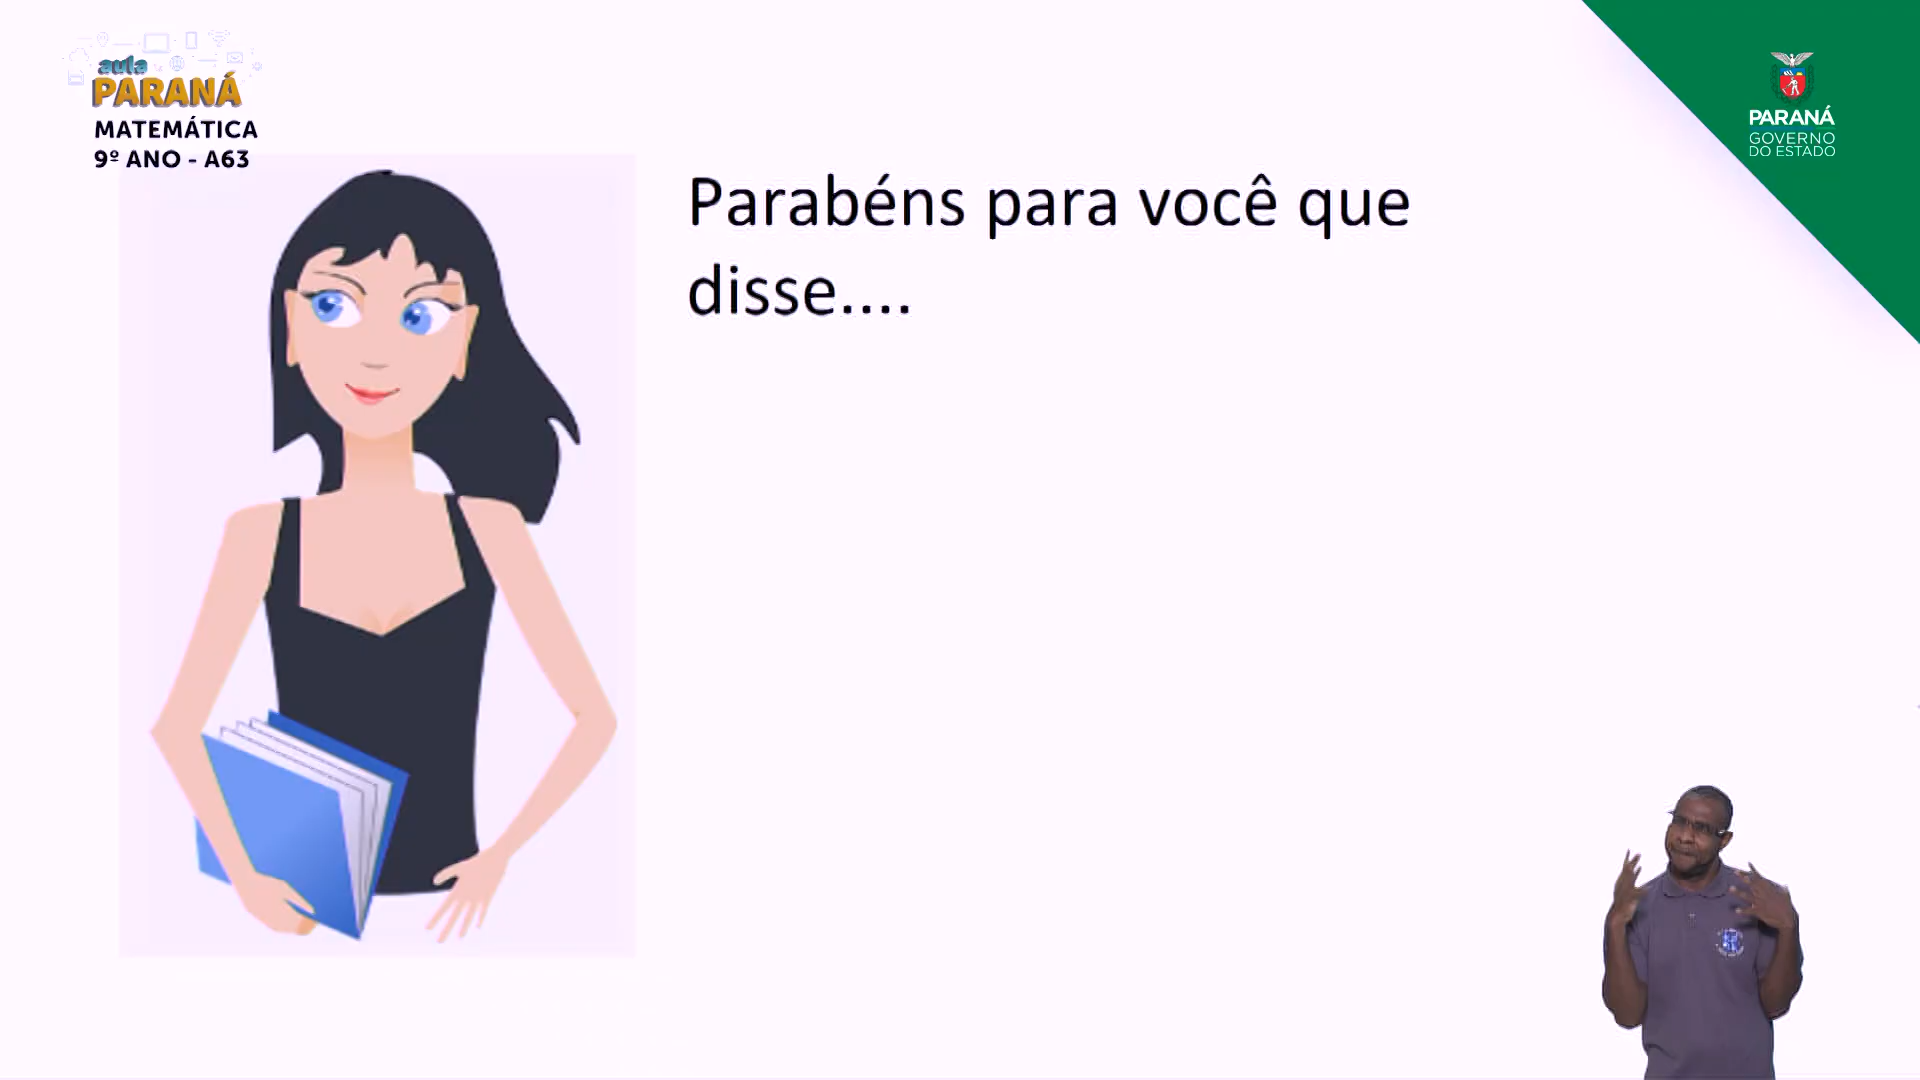 aula
PARANÁ
MATEMÁTICA
9º ANO - A63
PARANÁ
GOVERNO
DO ESTADO
Parabéns para você que
disse....